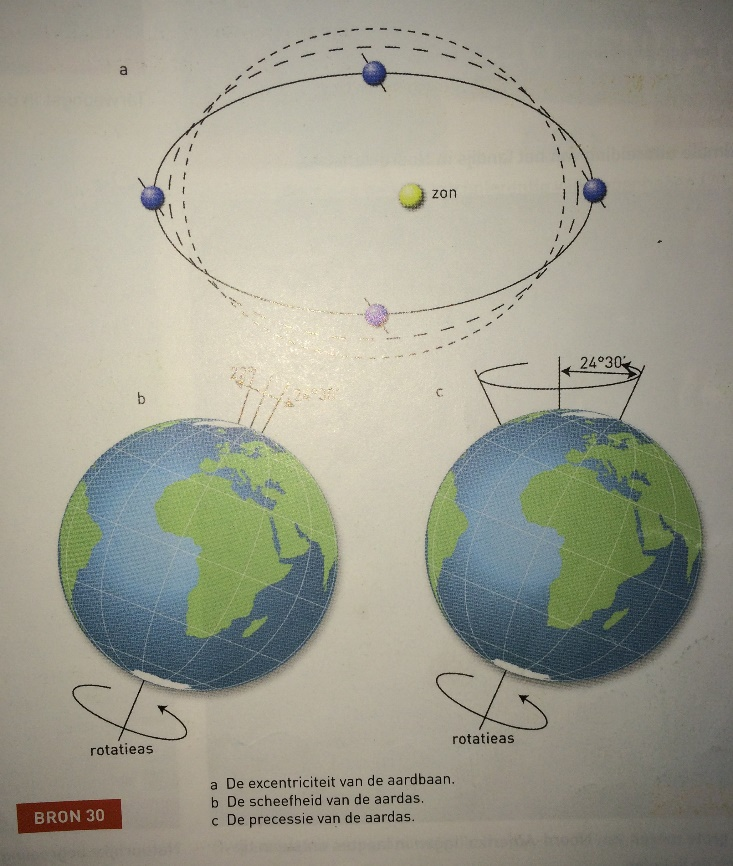 a
zon
b
c
24°30'
rotatieas
rotatieas
a De excentriciteit van de aardbaan.
b De scheefheid van de aardas.
c De precessie van de aardas.
BRON 30